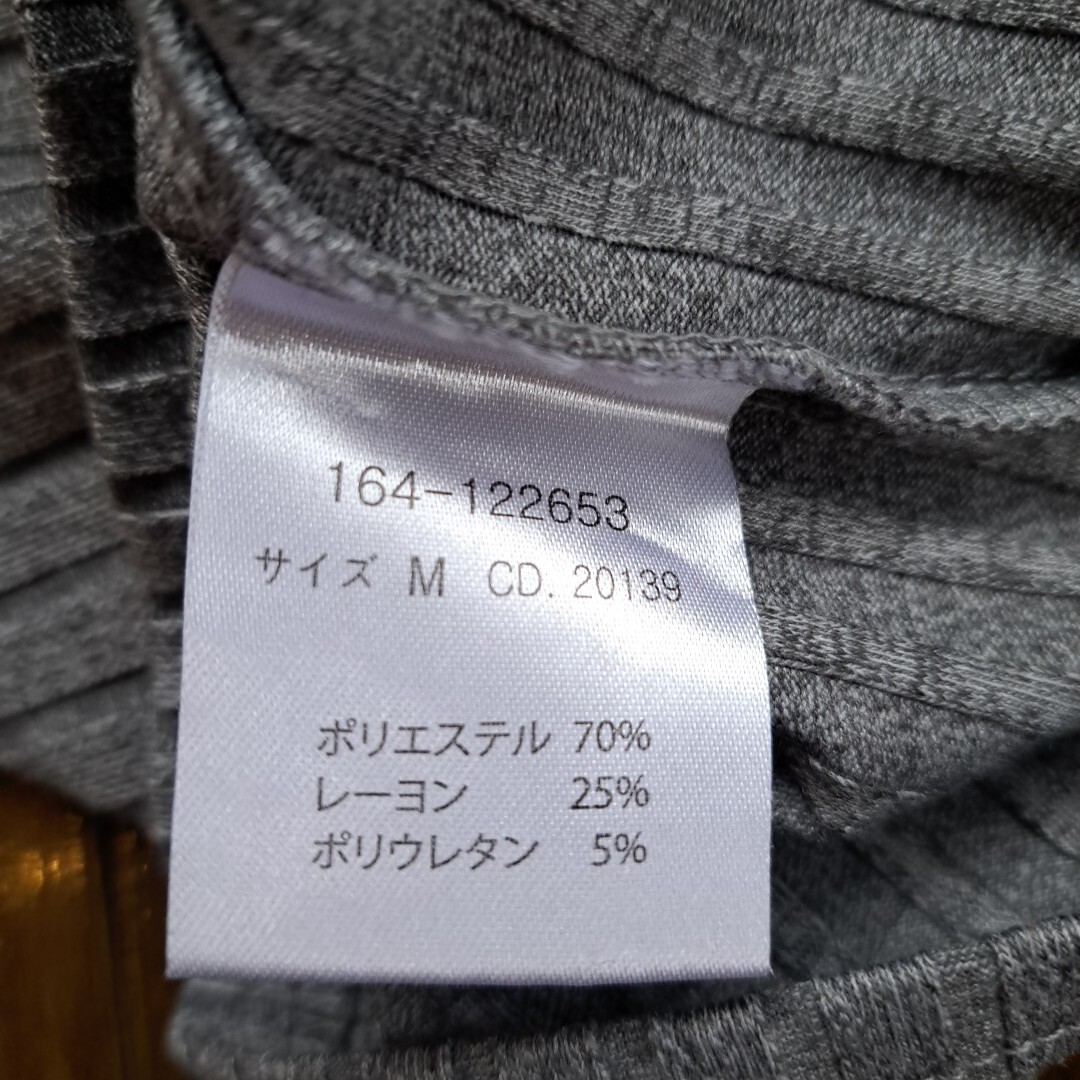 164-122653
サイズ M CD. 20139
ポリエステル 70%
レーヨン 25%
ポリウレタン 5%